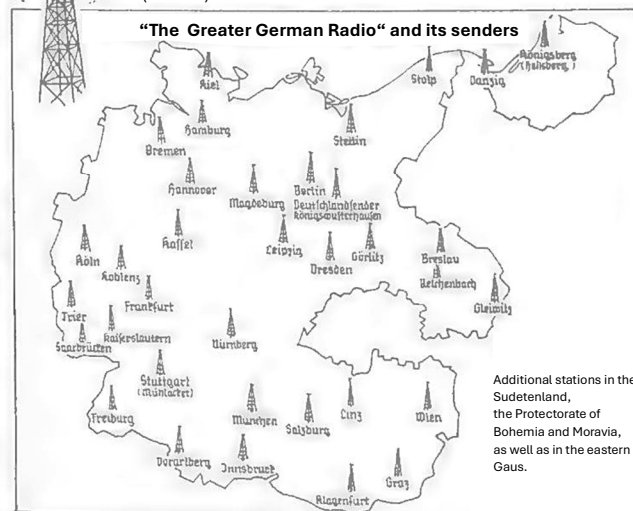 “The Greater German Radio“ and its senders
Königsberg
(Heilsberg)
Kiel
Stolp
Danzig
Hamburg
Stettin
Bremen
Hannover
Magdeburg
Berlin
Deutschlandsender
Königswusterhausen
Kassel
Leipzig
Dresden
Görlitz
Breslau
Reichenbach
Gleiwitz
Köln
Koblenz
Frankfurt
Trier
Kaiserslautern
Saarbrücken
Nürnberg
Stuttgart
(Mühlacker)
Freiburg
München
Salzburg
Linz
Wien
Vorarlberg
Innsbruck
Klagenfurt
Graz
Additional stations in the
Sudetenland,
the Protectorate of
Bohemia and Moravia,
as well as in the eastern
Gaus.